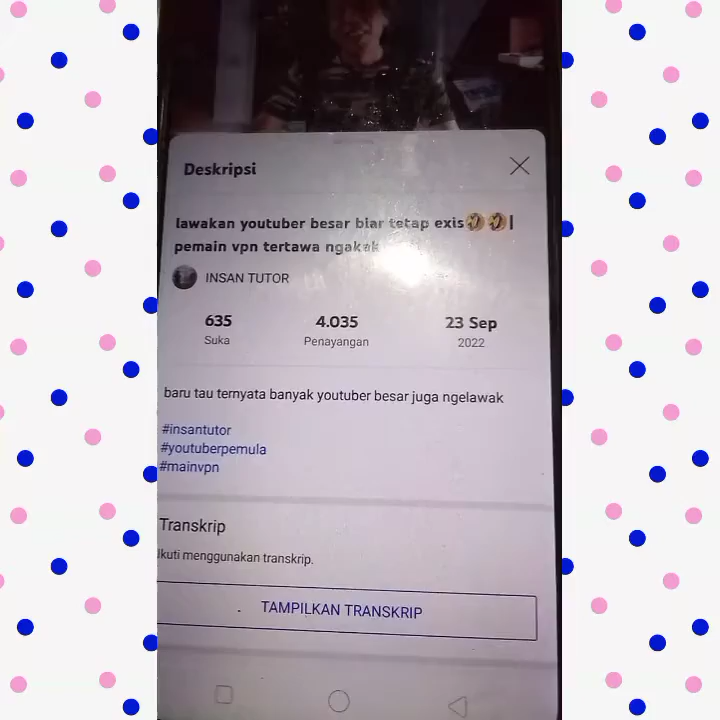 Deskripsi
lawakan youtuber besar biar tetap exis🤣🤣|
pemain vpn tertawa ngakak
INSAN TUTOR
635
Suka
4.035
Penayangan
23 Sep
2022
baru tau ternyata banyak youtuber besar juga ngelawak
#insantutor
#youtuberpemula
#mainvpn
Transkrip
Ikuti menggunakan transkrip.
TAMPILKAN TRANSKRIP